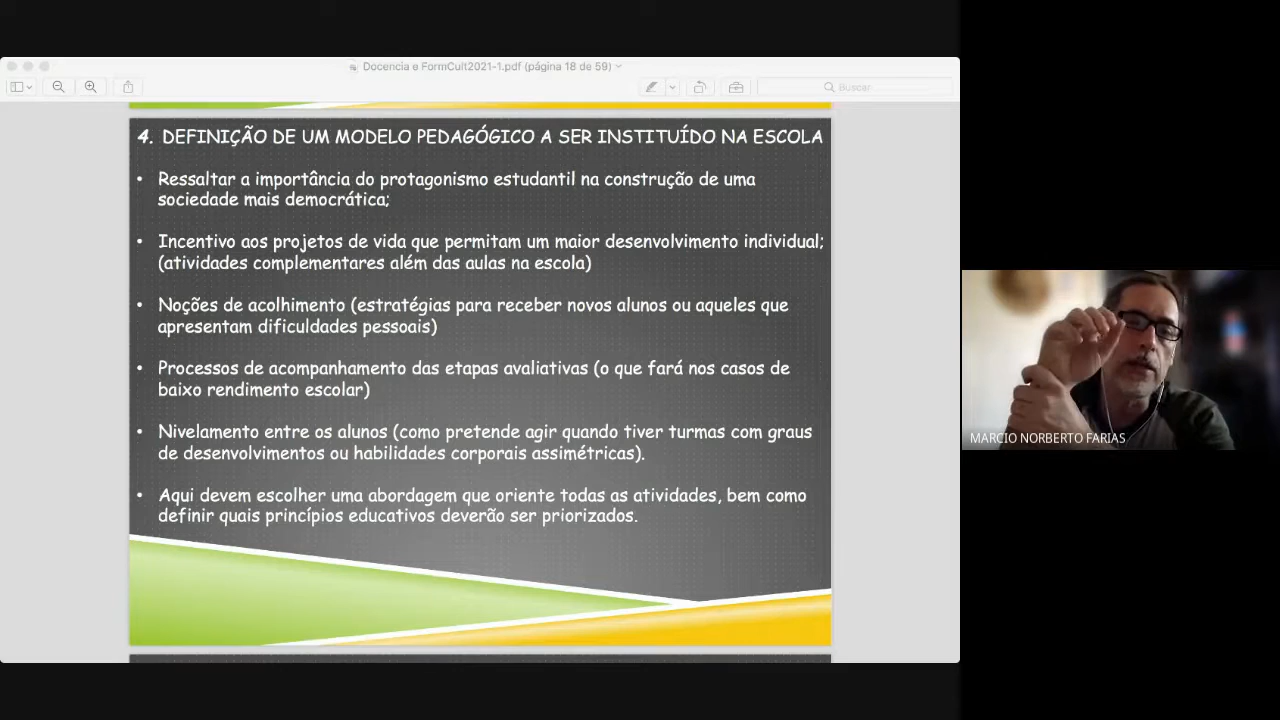 Docencia e FormCult2021-1.pdf (página 18 de 59)
Buscar
4. DEFINIÇÃO DE UM MODELO PEDAGÓGICO A SER INSTITUÍDO NA ESCOLA
• Ressaltar a importância do protagonismo estudantil na construção de uma
sociedade mais democrática;
• Incentivo aos projetos de vida que permitam um maior desenvolvimento individual;
(atividades complementares além das aulas na escola)
• Noções de acolhimento (estratégias para receber novos alunos ou aqueles que
apresentam dificuldades pessoais)
• Processos de acompanhamento das etapas avaliativas (o que fará nos casos de
baixo rendimento escolar)
• Nivelamento entre os alunos (como pretende agir quando tiver turmas com graus
de desenvolvimentos ou habilidades corporais assimétricas).
• Aqui devem escolher uma abordagem que oriente todas as atividades, bem como
definir quais princípios educativos deverão ser priorizados.
MARCIO NORBERTO FARIAS